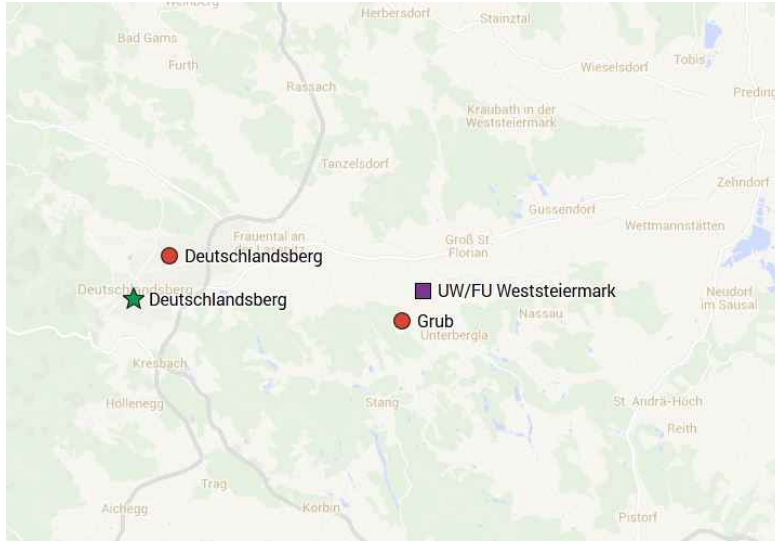 Weinberg
Herbersdorf
Stainztal
Bad Gams
Furth
Tobis
Wieselsdorf
Rassach
Preding
Kraubath in der
Weststeiermark
Tanzelsdorf
Zehndorf
Gussendorf
Wettmannstätten
Frauental an
der Lassnitz
Groß St.
Florian
Deutschlandsberg
Deutschlandsberg
UW/FU Weststeiermark
Neudorf
im Sausal
Deutschlandsberg
Nassau
Grub
Unterbergla
Kresbach
Hollenegg
Stang
St. Andrä-Höch
Reith
Trag
Aichegg
Korbin
Pistorf